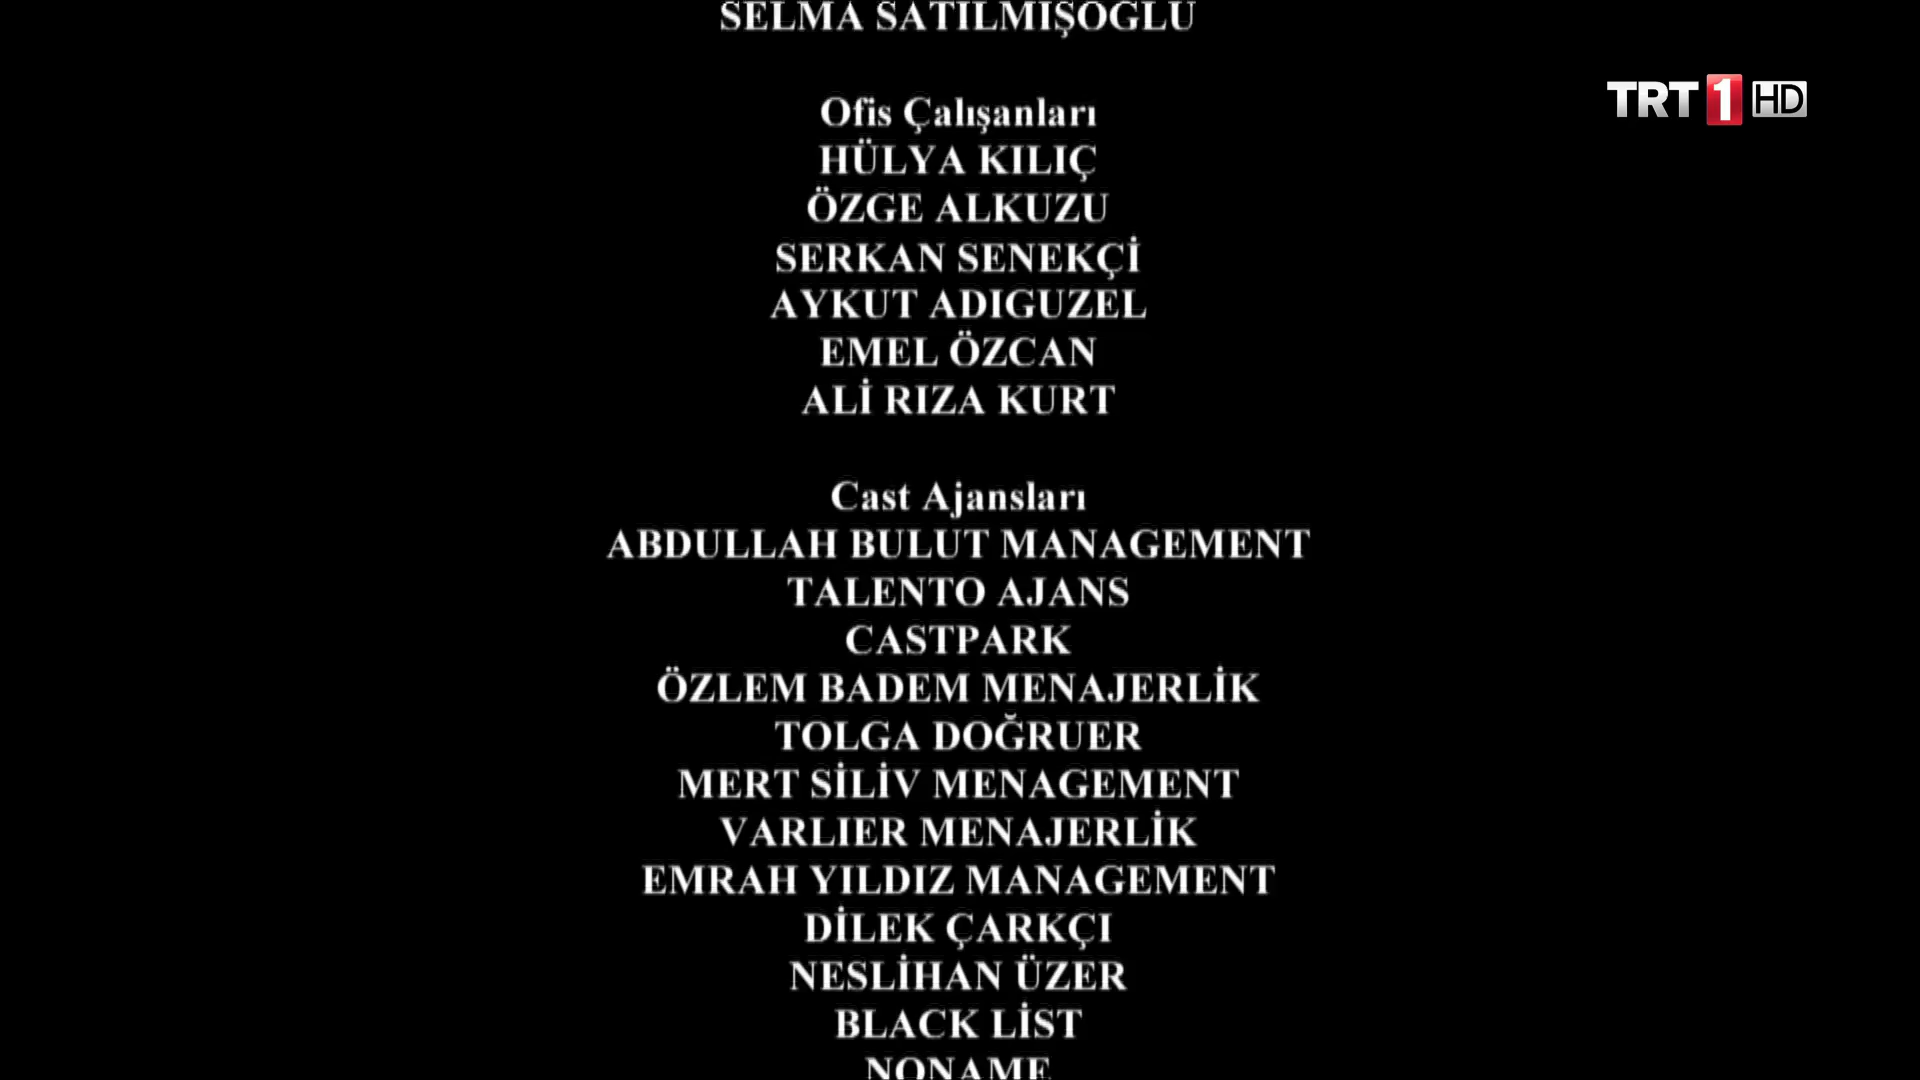 SELMA SATILMIŞOĞLU
TRT 1 HD
Ofis Çalışanları
HÜLYA KILIÇ
ÖZGE ALKUZU
SERKAN SENEKÇİ
AYKUT ADIGUZEL
EMEL ÖZCAN
ALİ RIZA KURT
Cast Ajansları
ABDULLAH BULUT MANAGEMENT
TALENTO AJANS
CASTPARK
ÖZLEM BADEM MENAJERLİK
TOLGA DOĞRUER
MERT SİLİV MENAGEMENT
VARLIER MENAJERLİK
EMRAH YILDIZ MANAGEMENT
DİLEK ÇARKÇI
NESLİHAN ÜZER
BLACK LİST
NONAME